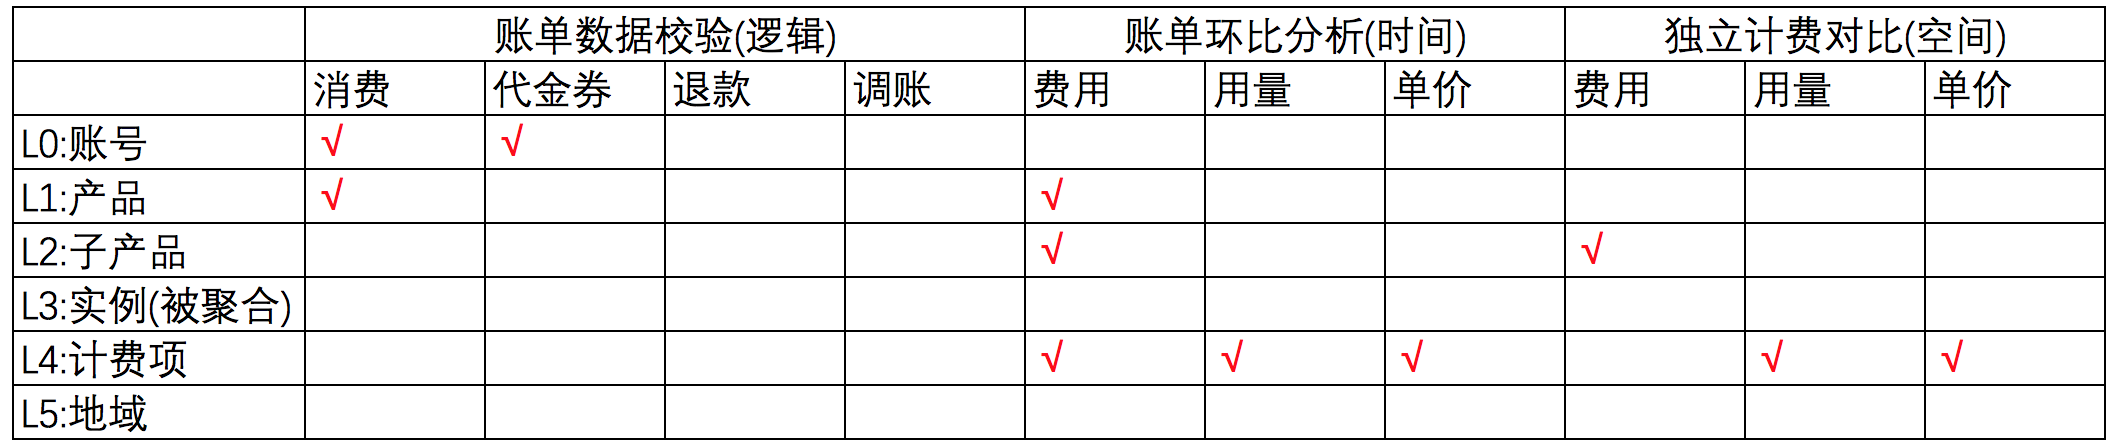 账单数据校验(逻辑) 账单环比分析(时间) 独立计费对比(空间)
消费 代金券 退款 调账 费用 用量 单价 费用 用量 单价
L0:账号 √ √
L1:产品 √ √
L2:子产品 √ √
L3:实例(被聚合)
L4:计费项 √ √ √ √ √
L5:地域